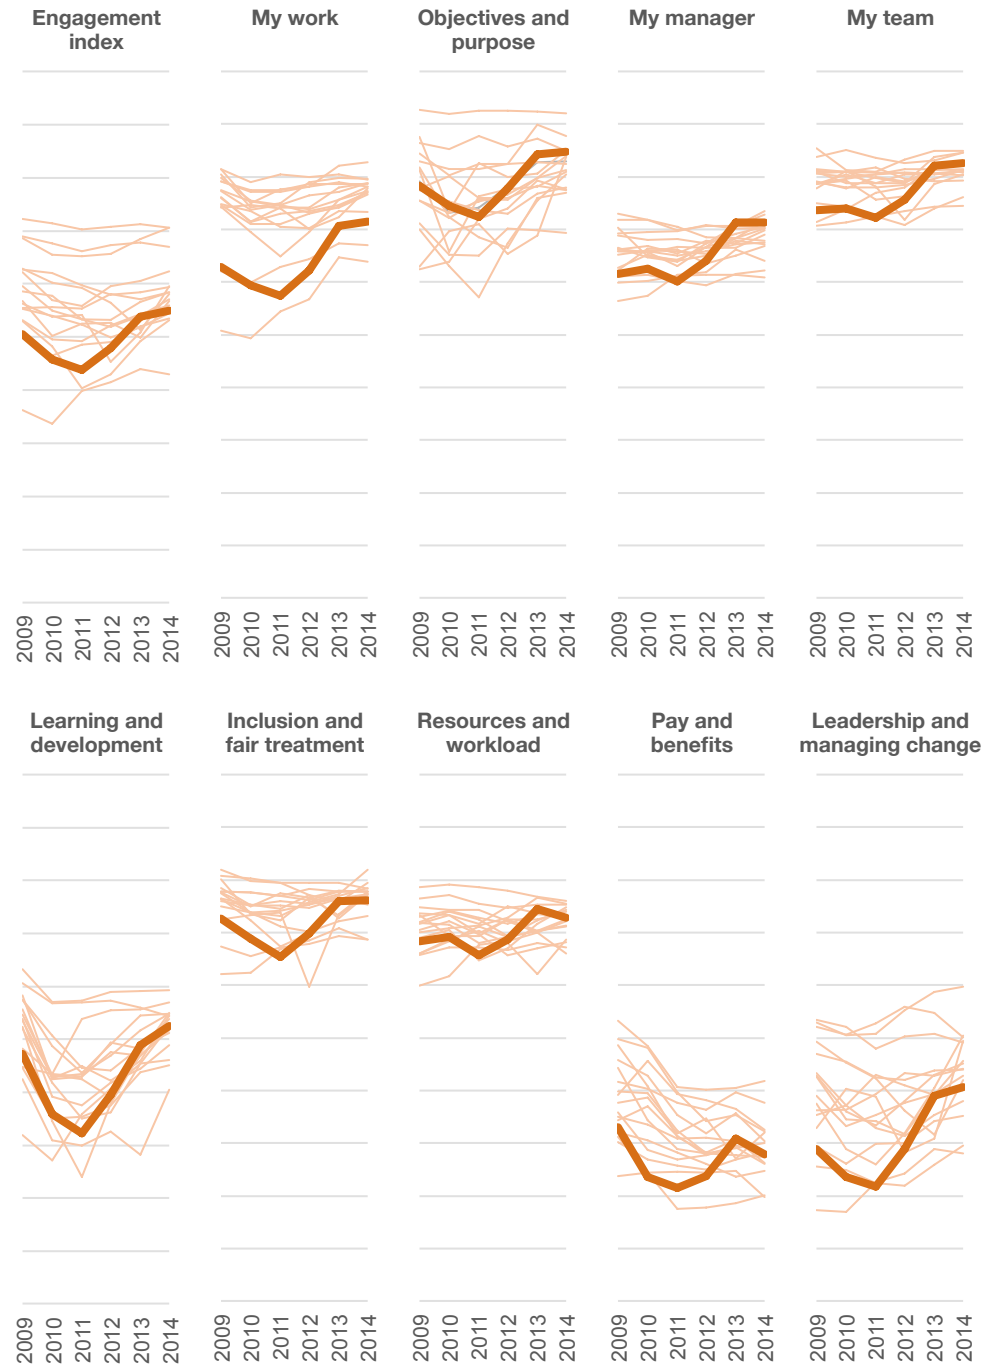 Engagement
index
My work
Objectives and
purpose
My manager
My team
2009 2010 2011 2012 2013 2014
2009 2010 2011 2012 2013 2014
2009 2010 2011 2012 2013 2014
2009 2010 2011 2012 2013 2014
2009 2010 2011 2012 2013 2014
Learning and
development
Inclusion and
fair treatment
Resources and
workload
Pay and
benefits
Leadership and
managing change
2009 2010 2011 2012 2013 2014
2009 2010 2011 2012 2013 2014
2009 2010 2011 2012 2013 2014
2009 2010 2011 2012 2013 2014
2009 2010 2011 2012 2013 2014